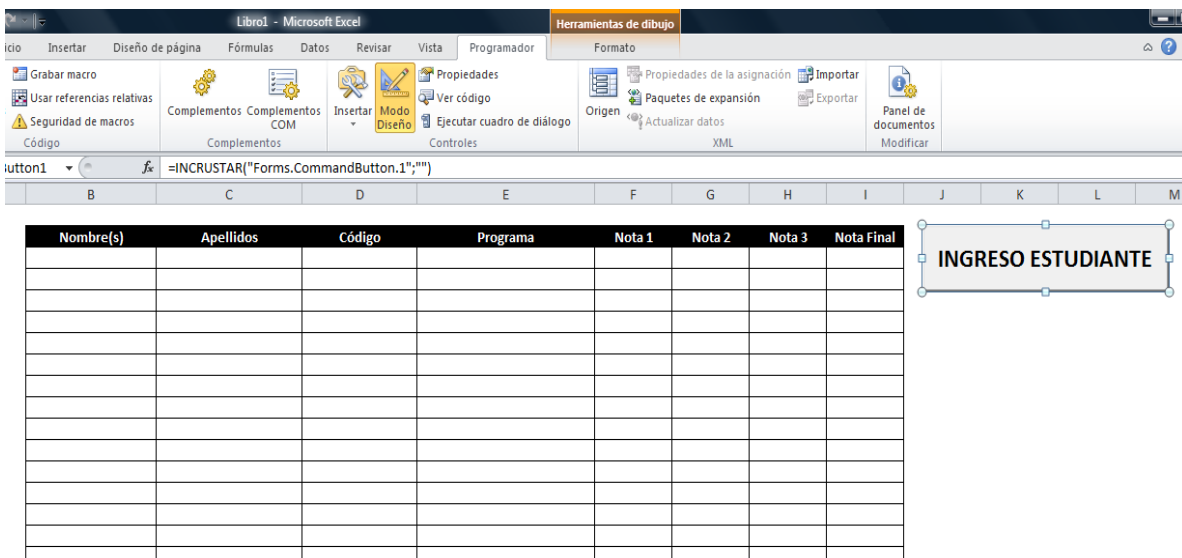 Libro1 - Microsoft Excel
Herramientas de dibujo
icio Insertar Diseño de página Fórmulas Datos Revisar Vista Programador Formato
Grabar macro
Usar referencias relativas
Seguridad de macros
Código
Complementos
Complementos COM
Complementos
Insertar
Modo Diseño
Propiedades
Ver código
Ejecutar cuadro de diálogo
Controles
Origen
Propiedades de la asignación
Paquetes de expansión
Actualizar datos
Importar
Exportar
XML
Panel de documentos
Modificar
utton1 fx =INCRUSTAR("Forms.CommandButton.1";"")
B C D E F G H I J K L M
Nombre(s) Apellidos Código Programa Nota 1 Nota 2 Nota 3 Nota Final
INGRESO ESTUDIANTE